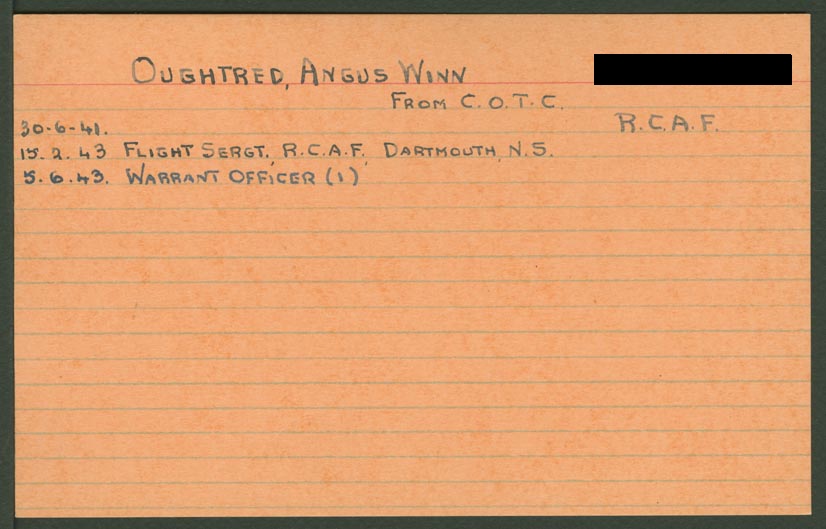 OUGHTRED, ANGUS WINN
FROM C.O.T.C.
30-6-41. R.C.A.F.
15.2.43 FLIGHT SERGT., R.C.A.F., DARTMOUTH, N.S.
5.6.43. WARRANT OFFICER (1)